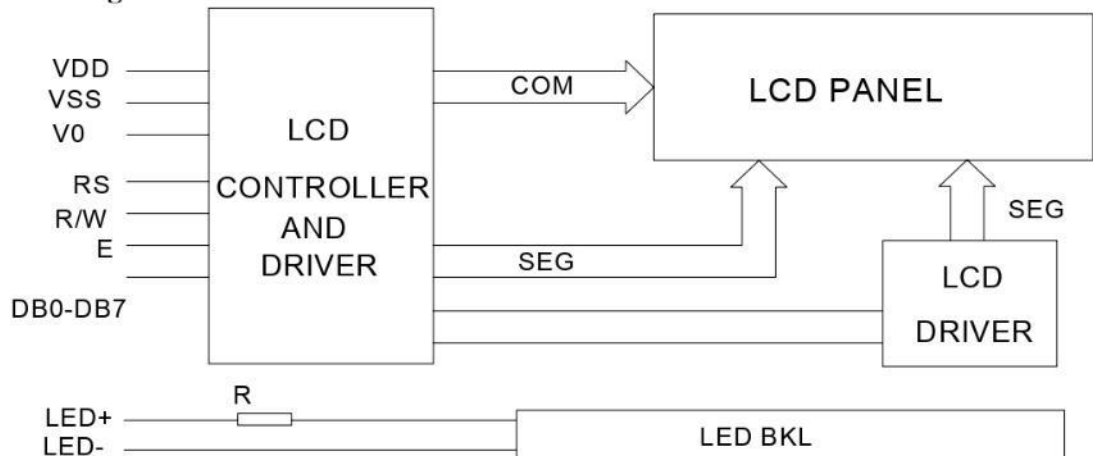 VDD
VSS
V0
RS
R/W
E
DB0-DB7
LCD
CONTROLLER
AND
DRIVER
COM
SEG
LCD PANEL
SEG
LCD
DRIVER
R
LED+
LED-
LED BKL